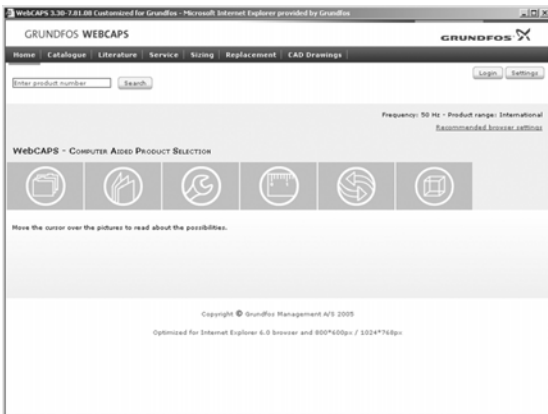 WebCAPS 3.30-7.01.08 Customized for Grundfos - Microsoft Internet Explorer provided by Grundfos
GRUNDFOS WEBCAPS
GRUNDFOS
Home | Catalogue | Literature | Service | Sizing | Replacement | CAD Drawings |
Enter product number Search
Login Settings
Frequency: 50 Hz - Product range: International
Recommended browser settings
WebCAPS - Computer Aided Product Selection
Move the cursor over the pictures to read about the possibilities.
Copyright © Grundfos Management A/S 2005
Optimized for Internet Explorer 6.0 browser and 800*600px / 1024*768px